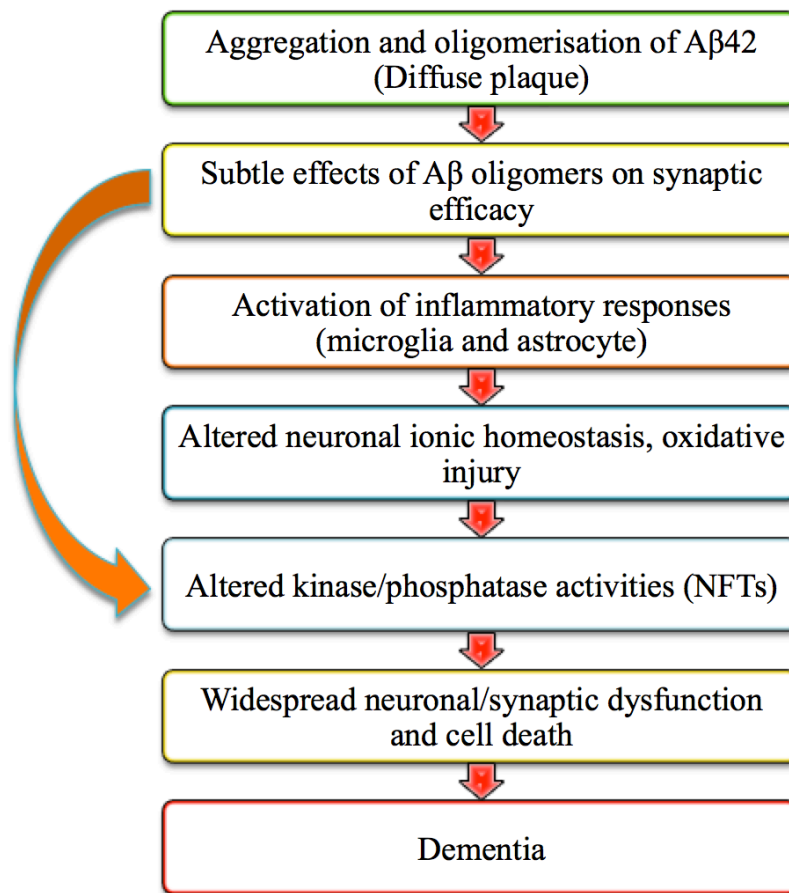 Aggregation and oligomerisation of Aβ42
(Diffuse plaque)
Subtle effects of Aβ oligomers on synaptic
efficacy
Activation of inflammatory responses
(microglia and astrocyte)
Altered neuronal ionic homeostasis, oxidative
injury
Altered kinase/phosphatase activities (NFTs)
Widespread neuronal/synaptic dysfunction
and cell death
Dementia